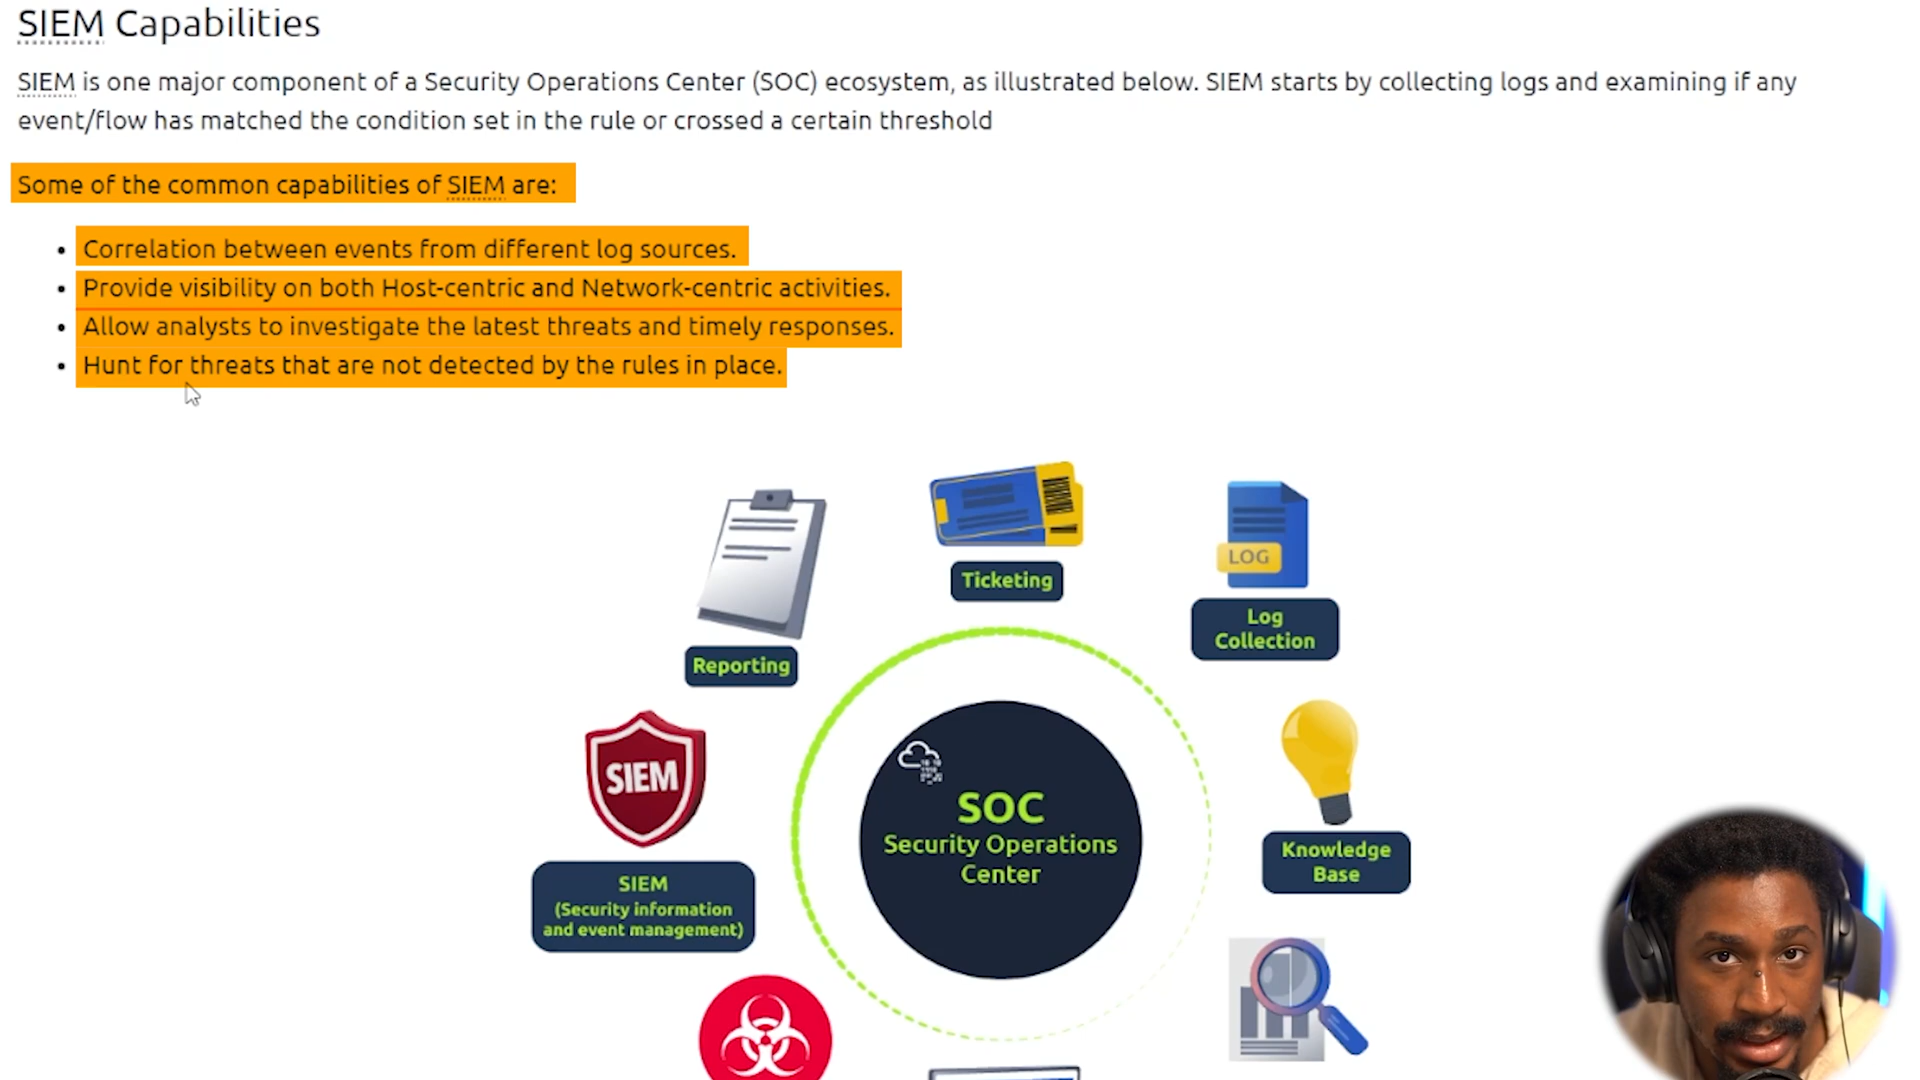 SIEM Capabilities
SIEM is one major component of a Security Operations Center (SOC) ecosystem, as illustrated below. SIEM starts by collecting logs and examining if any
event/flow has matched the condition set in the rule or crossed a certain threshold
Some of the common capabilities of SIEM are:
• Correlation between events from different log sources.
• Provide visibility on both Host-centric and Network-centric activities.
• Allow analysts to investigate the latest threats and timely responses.
• Hunt for threats that are not detected by the rules in place.
Ticketing
LOG
Log
Collection
Reporting
SIEM
SOC
Security Operations
Center
Knowledge
Base
SIEM
(Security information
and event management)